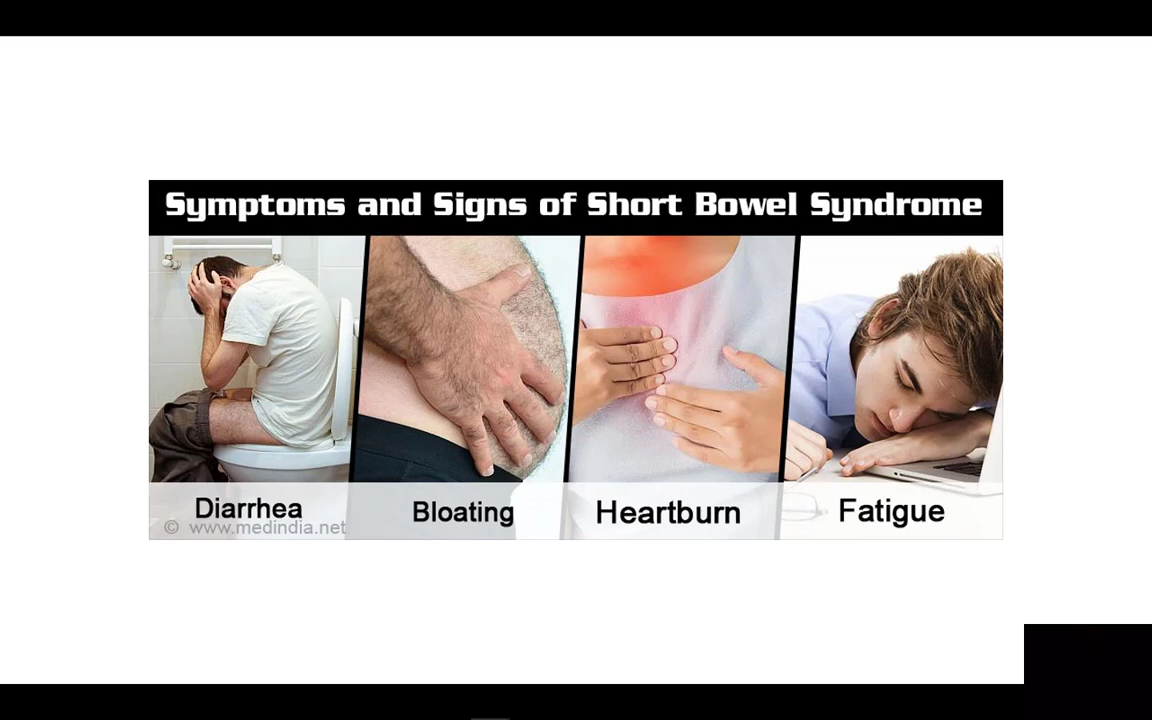 Symptoms and Signs of Short Bowel Syndrome
Diarrhea
Bloating
Heartburn
Fatigue
© www.medindia.net